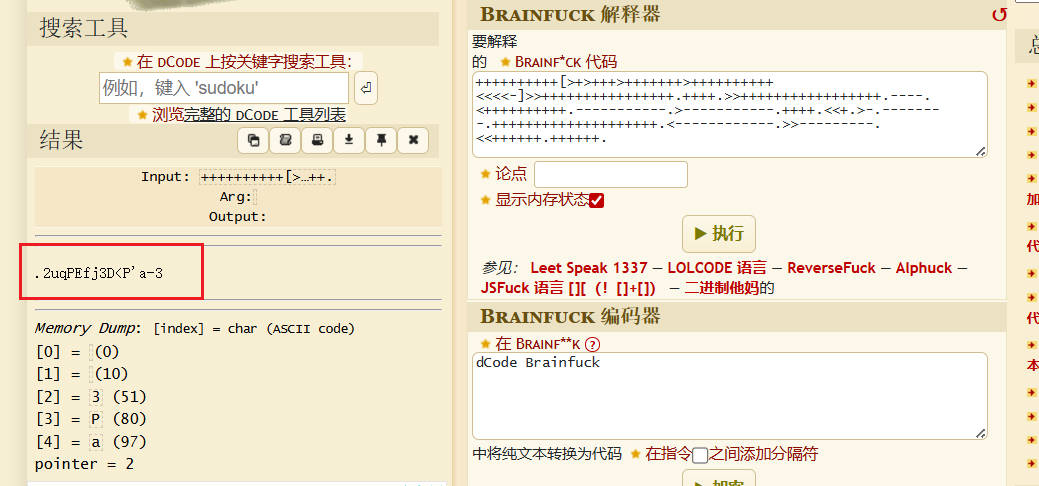 搜索工具
★ 在 dCode 上按关键字搜索工具：
例如，键入 'sudoku'
★ 浏览完整的 dCode 工具列表
结果
Input: ++++++++++[>…++.
Arg:
Output:
.2uqPEfj3D<P'a-3
Memory Dump: [index] = char (ASCII code)
[0] = (0)
[1] = (10)
[2] = 3 (51)
[3] = P (80)
[4] = a (97)
pointer = 2
Brainfuck 解释器
要解释
的 ★ Brainf*ck 代码
++++++++++[>+>+++>+++++++>++++++++++
<<<<-]>>++++++++++++++++.++++.>>+++++++++++++++++.----.
<++++++++++.-----------.>------------.++++.<<+.>-.-------
-.++++++++++++++++++++.<------------.>>---------.
<<++++++.++++++.
★ 论点
★ 显示内存状态
▶ 执行
参见： Leet Speak 1337 — LOLCODE 语言 — ReverseFuck — Alphuck —
JSFuck 语言 [][（！[]+[]） — 二进制他妈的
Brainfuck 编码器
★ 在 Brainf**k ?
dCode Brainfuck
中将纯文本转换为代码 ★ 在指令之间添加分隔符
加
代
代
本